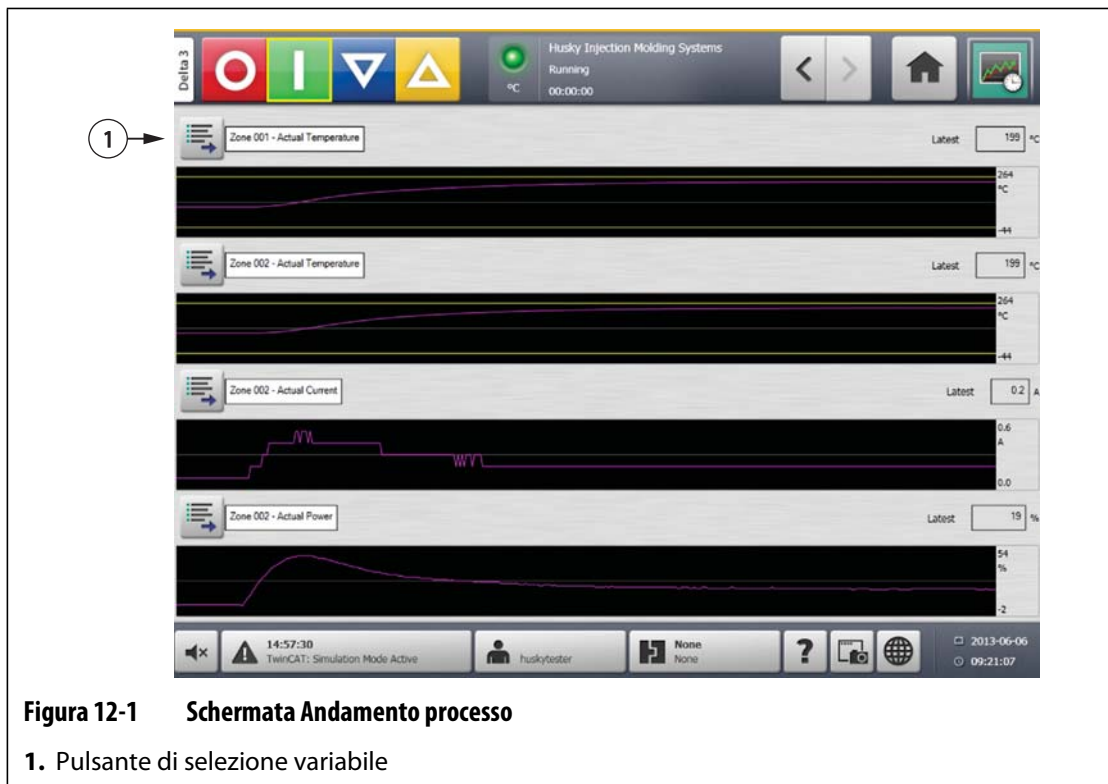 Delta 3
°C
Husky Injection Molding Systems
Running
00:00:00
1
Zone 001 - Actual Temperature
Latest 199 °C
264
°C
-44
Zone 002 - Actual Temperature
Latest 199 °C
264
°C
-44
Zone 002 - Actual Current
Latest 0.2 A
0.6
A
0.0
Zone 002 - Actual Power
Latest 19 %
54
%
-2
14:57:30
TwinCAT: Simulation Mode Active
huskytester
None
None
?
2013-06-06
09:21:07
Figura 12-1 Schermata Andamento processo
1. Pulsante di selezione variabile